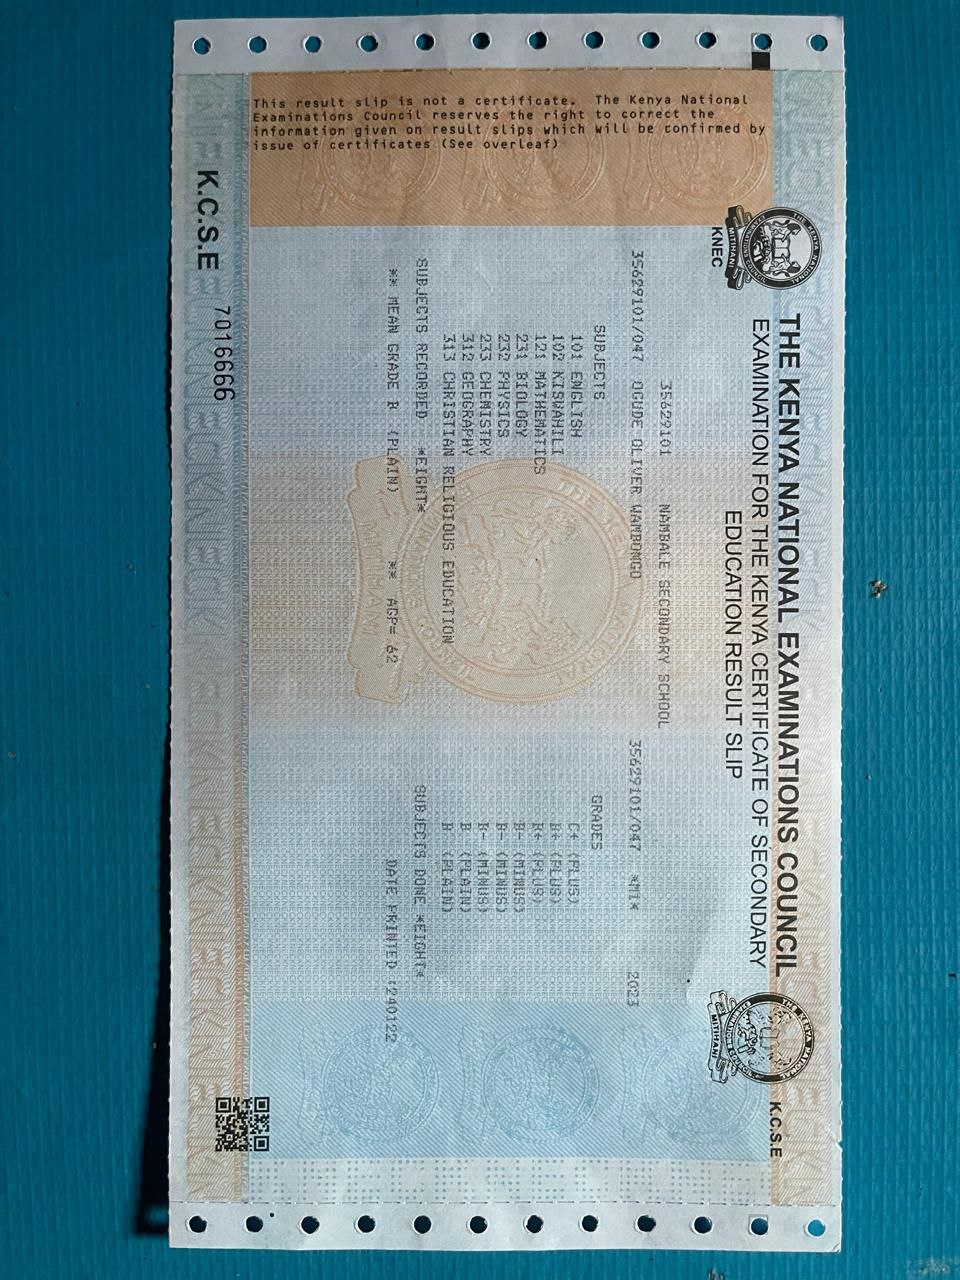 This result slip is not a certificate. The Kenya National
Examinations Council reserves the right to correct the
information given on result slips which will be confirmed by
issue of certificates (See overleaf)
THE KENYA NATIONAL EXAMINATIONS COUNCIL
EXAMINATION FOR THE KENYA CERTIFICATE OF SECONDARY
EDUCATION RESULT SLIP
KNEC
MITIHANI
MITIHANI
K.C.S.E
35629101 NAMBALE SECONDARY SCHOOL
35629101/047 OGUDE OLIVER WAMBONGO 35629101/047 *M1* 2023
SUBJECTS GRADES
101 ENGLISH C+ (PLUS)
102 KISWAHILI B+ (PLUS)
121 MATHEMATICS B+ (PLUS)
231 BIOLOGY B- (MINUS)
232 PHYSICS B- (MINUS)
233 CHEMISTRY B- (MINUS)
312 GEOGRAPHY B (PLAIN)
313 CHRISTIAN RELIGIOUS EDUCATION B (PLAIN)
SUBJECTS RECORDED *EIGHT* SUBJECTS DONE *EIGHT*
** MEAN GRADE B (PLAIN) ** AGP= 62 DATE PRINTED :240122
K.C.S.E 7016666